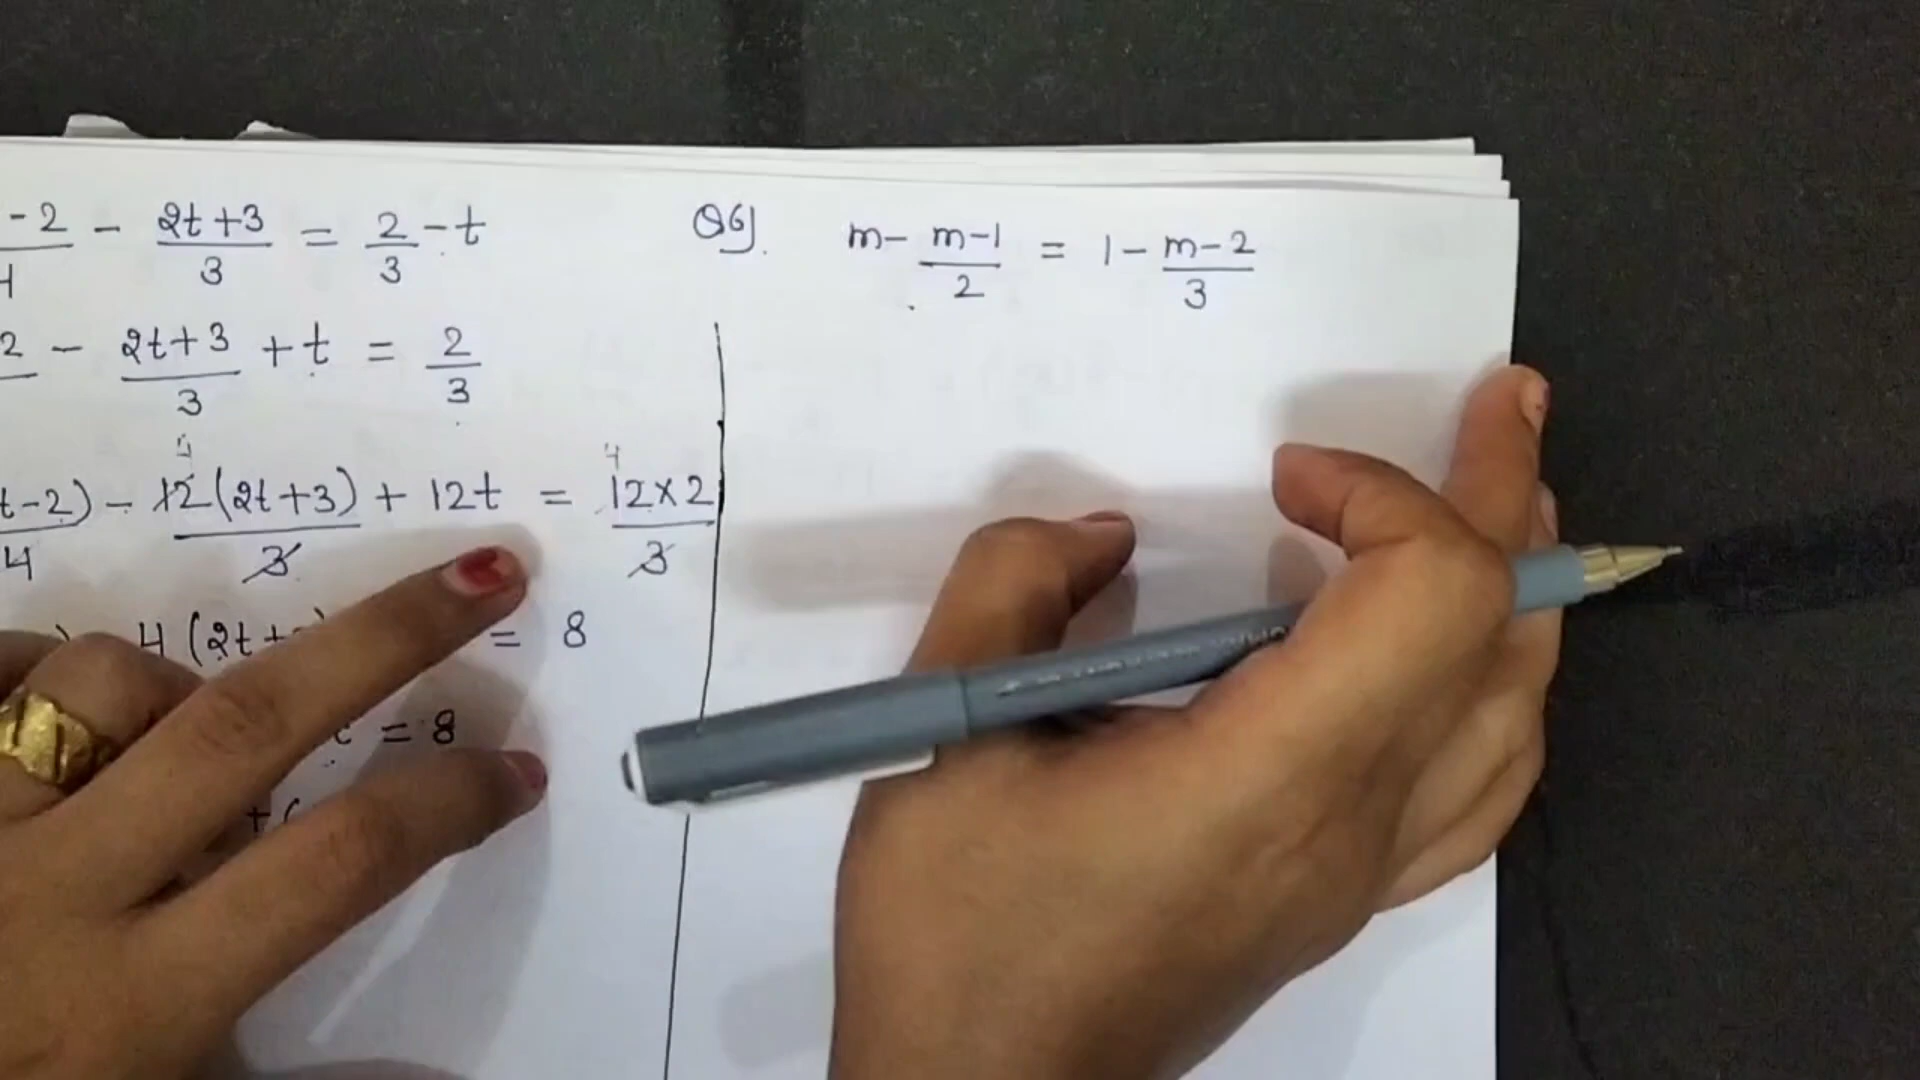 -2/4 - 2t+3/3 = 2/3 - t
2 - 2t+3/3 + t = 2/3
4 4
t-2)/4 - 12(2t+3)/3 + 12t = 12×2/3
) 4(2t+ = 8
t = 8
+(
Q6). m - m-1/2 = 1 - m-2/3